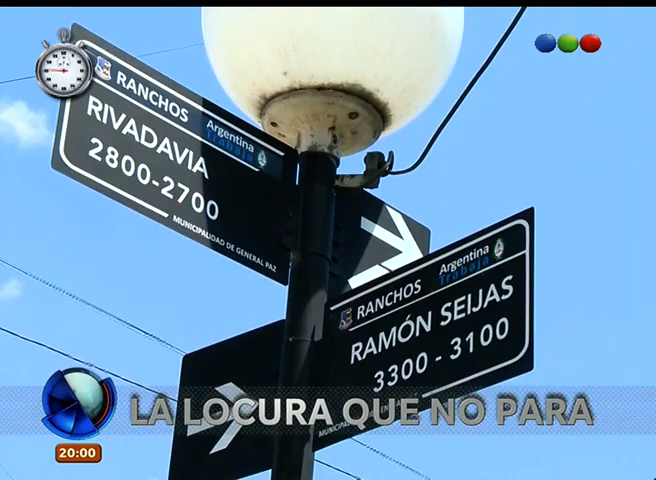 RANCHOS
Argentina
Trabaja
RIVADAVIA
2800-2700
MUNICIPALIDAD DE GENERAL PAZ
RANCHOS
Argentina
Trabaja
RAMÓN SEIJAS
3300 - 3100
LA LOCURA QUE NO PARA
20:00